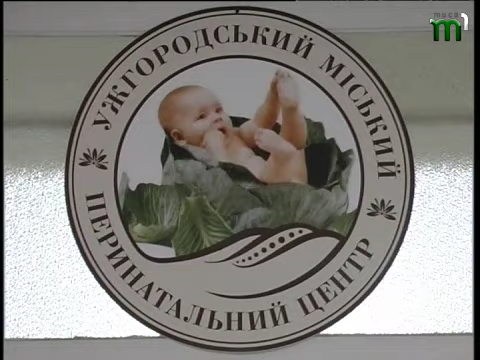 УЖГОРОДСЬКИЙ МІСЬКИЙ
ПЕРИНАТАЛЬНИЙ ЦЕНТР